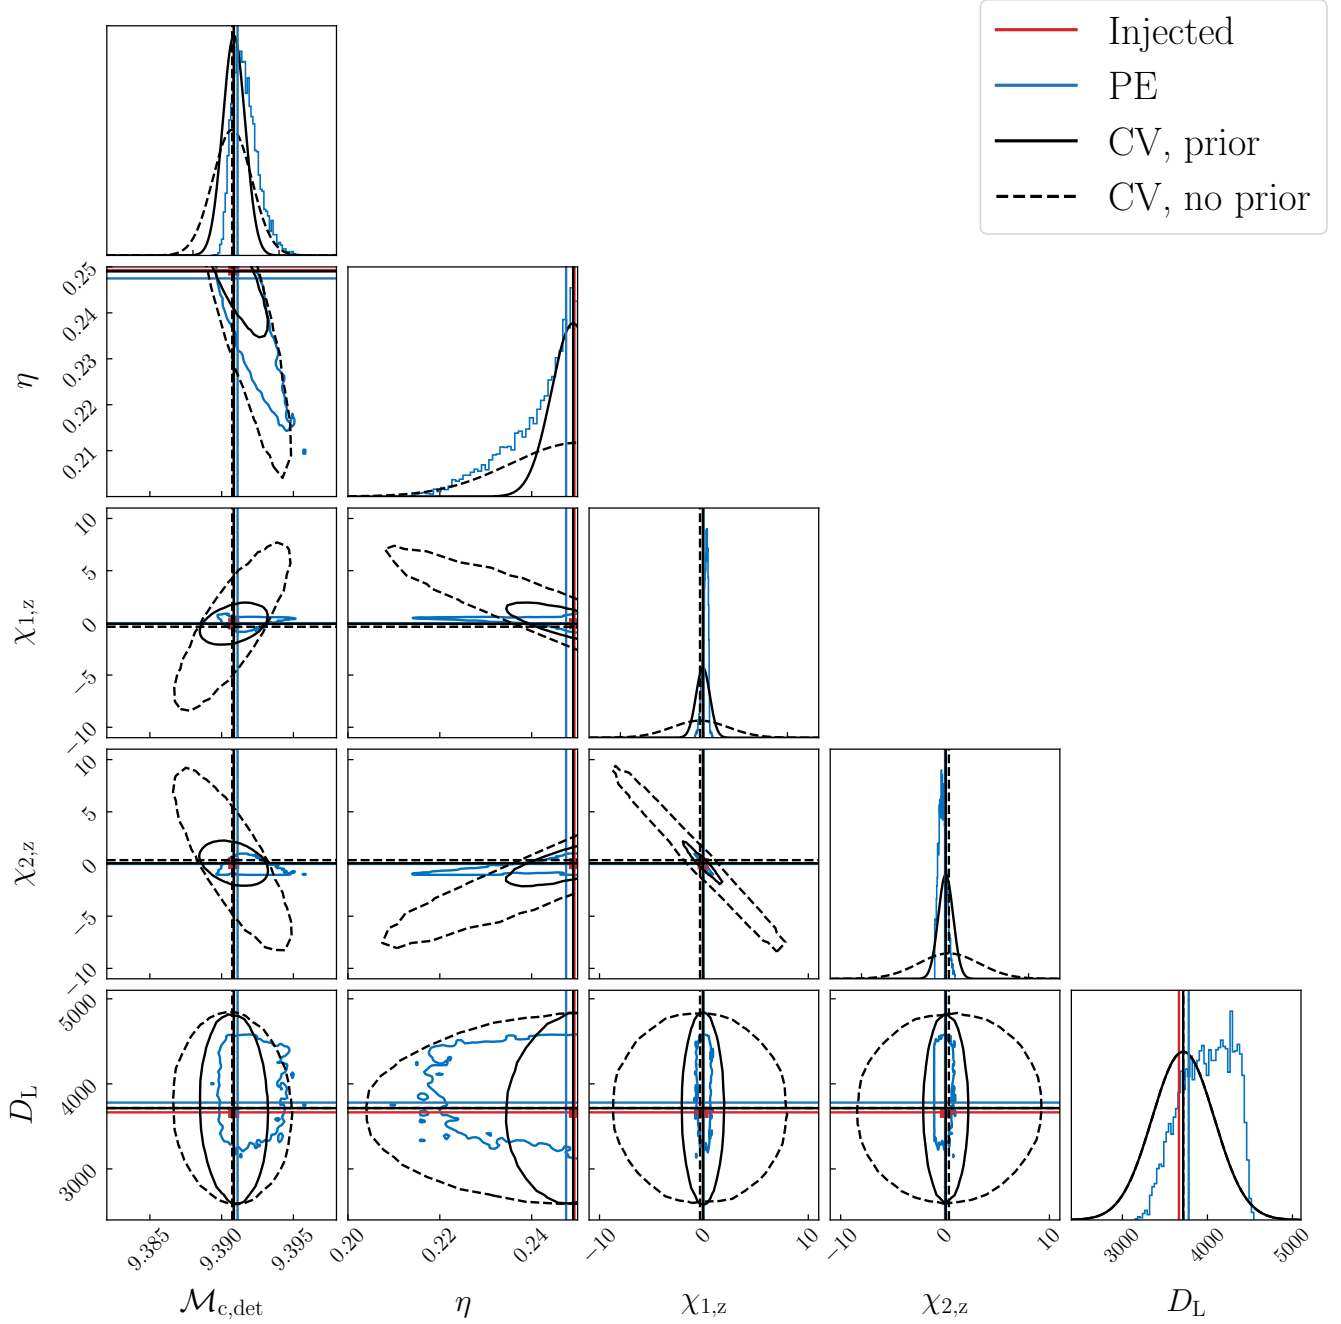 Injected
PE
CV, prior
CV, no prior
η
0.25
0.24
0.23
0.22
0.21
χ1,z
10
5
0
−5
−10
χ2,z
10
5
0
−5
−10
DL
5000
4000
3000
9.385
9.390
9.395
0.20
0.22
0.24
−10
0
10
−10
0
10
3000
4000
5000
ℳc,det
η
χ1,z
χ2,z
DL